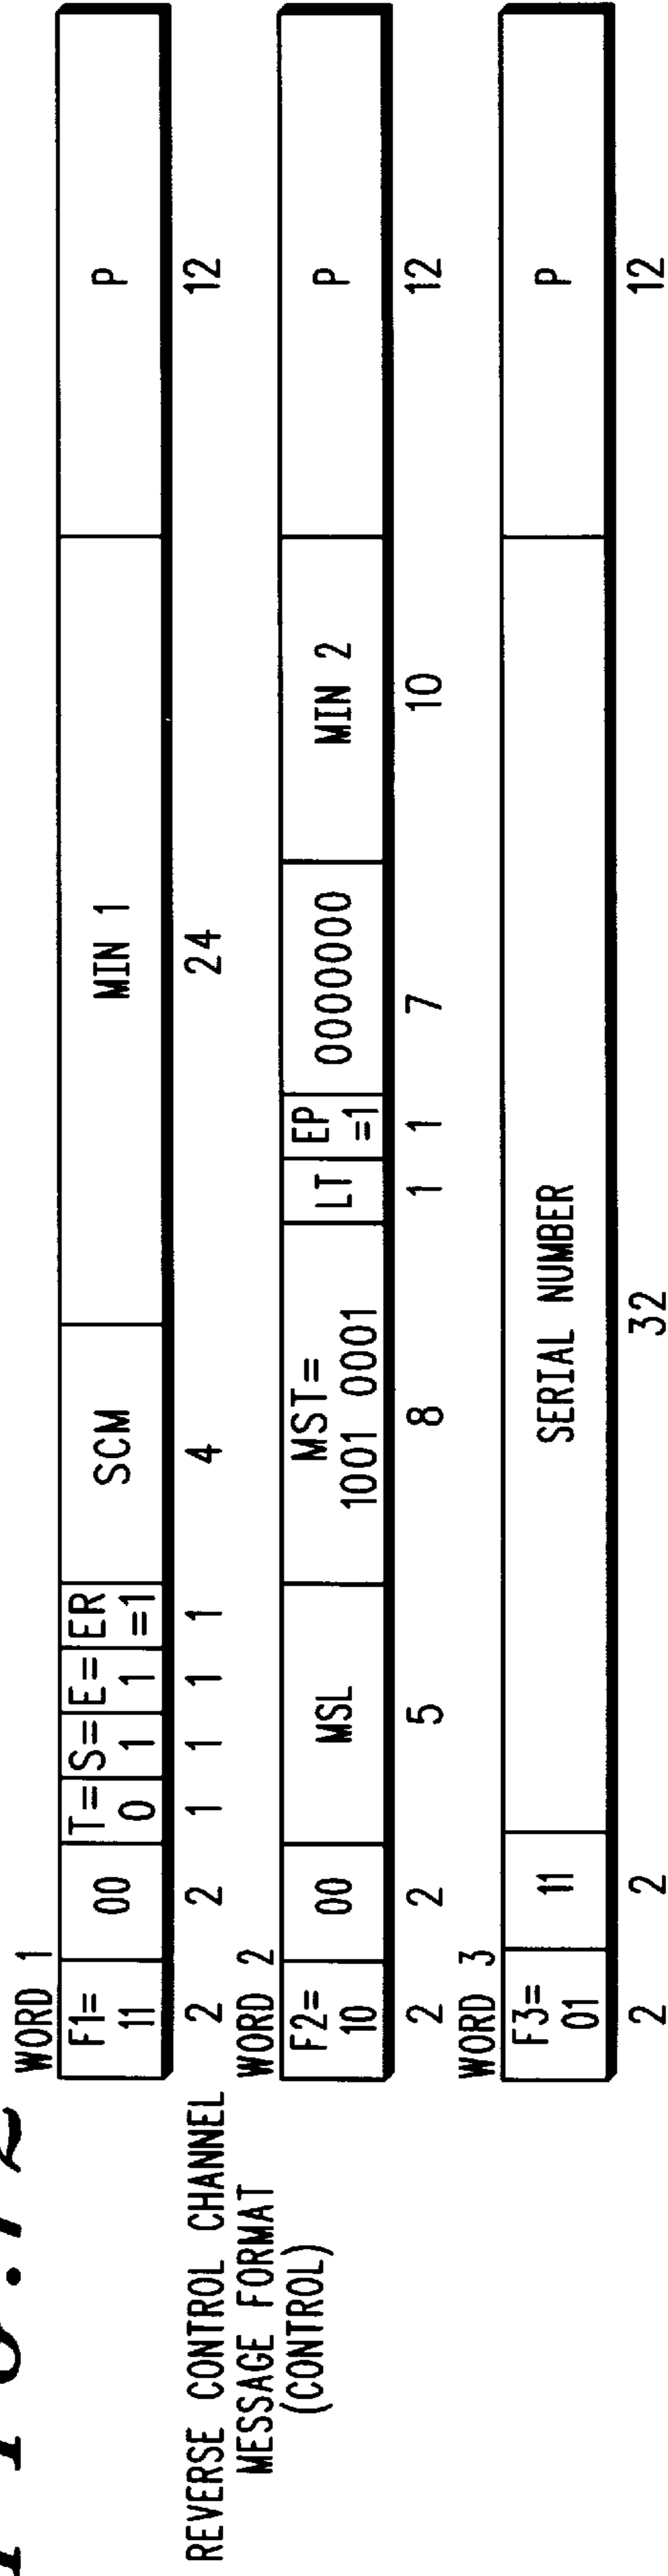 FIG.12
REVERSE CONTROL CHANNEL
MESSAGE FORMAT
(CONTROL)
WORD 1
F1= 11 00 T= 0 S= 1 E= 1 ER =1 SCM MIN 1 P
2 2 1 1 1 1 4 24 12
WORD 2
F2= 10 00 MSL MST= 1001 0001 LT EP =1 0000000 MIN 2 P
2 2 5 8 1 1 7 10 12
WORD 3
F3= 01 11 SERIAL NUMBER P
2 2 32 12